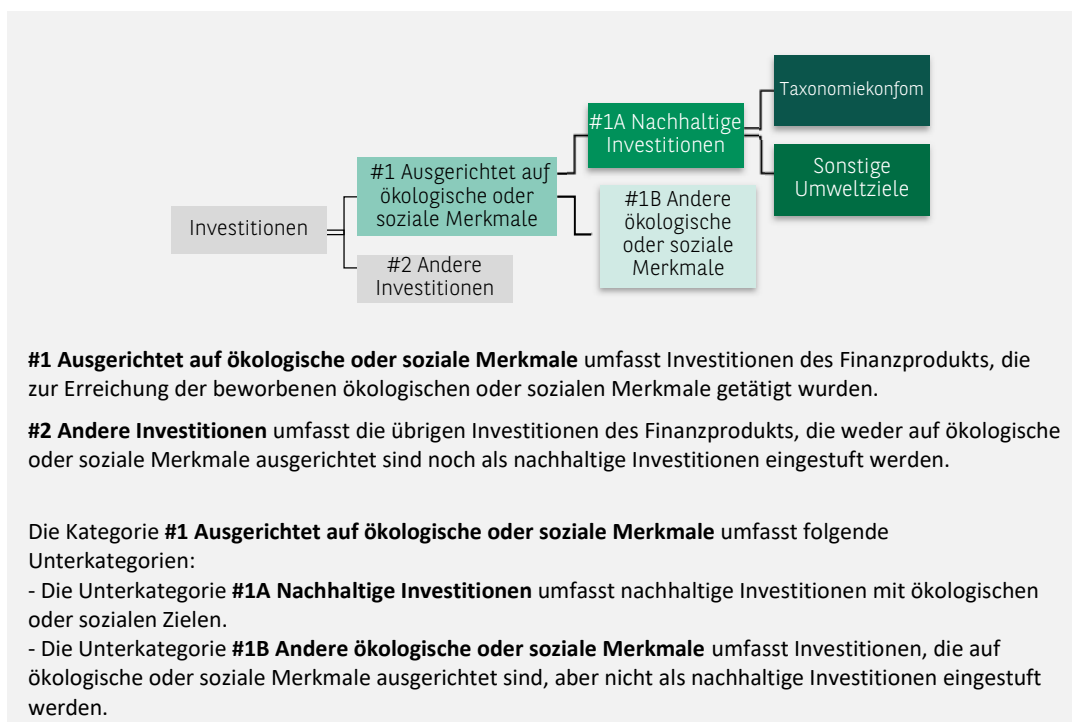 Taxonomiekonfom
#1A Nachhaltige
Investitionen
Sonstige
Umweltziele
#1 Ausgerichtet auf
ökologische oder
soziale Merkmale
#1B Andere
ökologische
oder soziale
Merkmale
Investitionen
#2 Andere
Investitionen
#1 Ausgerichtet auf ökologische oder soziale Merkmale umfasst Investitionen des Finanzprodukts, die
zur Erreichung der beworbenen ökologischen oder sozialen Merkmale getätigt wurden.
#2 Andere Investitionen umfasst die übrigen Investitionen des Finanzprodukts, die weder auf ökologische
oder soziale Merkmale ausgerichtet sind noch als nachhaltige Investitionen eingestuft werden.
Die Kategorie #1 Ausgerichtet auf ökologische oder soziale Merkmale umfasst folgende
Unterkategorien:
- Die Unterkategorie #1A Nachhaltige Investitionen umfasst nachhaltige Investitionen mit ökologischen
oder sozialen Zielen.
- Die Unterkategorie #1B Andere ökologische oder soziale Merkmale umfasst Investitionen, die auf
ökologische oder soziale Merkmale ausgerichtet sind, aber nicht als nachhaltige Investitionen eingestuft
werden.